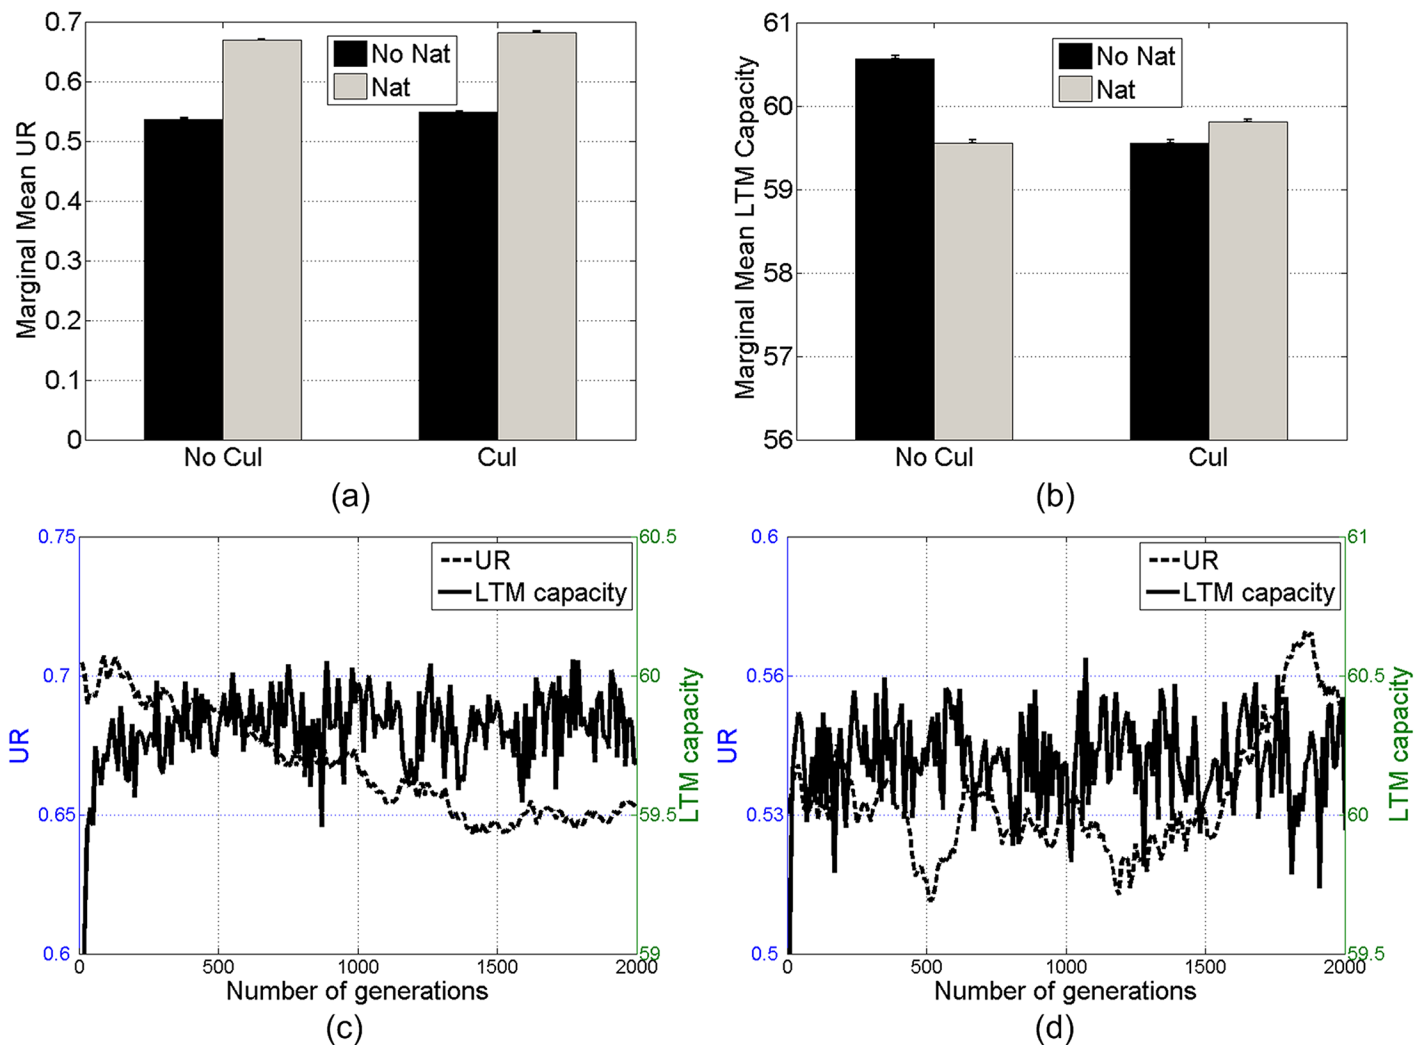 Marginal Mean UR
0.7
0.6
0.5
0.4
0.3
0.2
0.1
0
No Nat
Nat
No Cul
Cul
(a)
Marginal Mean LTM Capacity
61
60
59
58
57
56
No Nat
Nat
No Cul
Cul
(b)
UR
0.75
0.7
0.65
0.6
UR
LTM capacity
60.5
60
59.5
59
LTM capacity
0 500 1000 1500 2000
Number of generations
(c)
UR
0.6
0.56
0.53
0.5
UR
LTM capacity
61
60.5
60
59.5
LTM capacity
0 500 1000 1500 2000
Number of generations
(d)